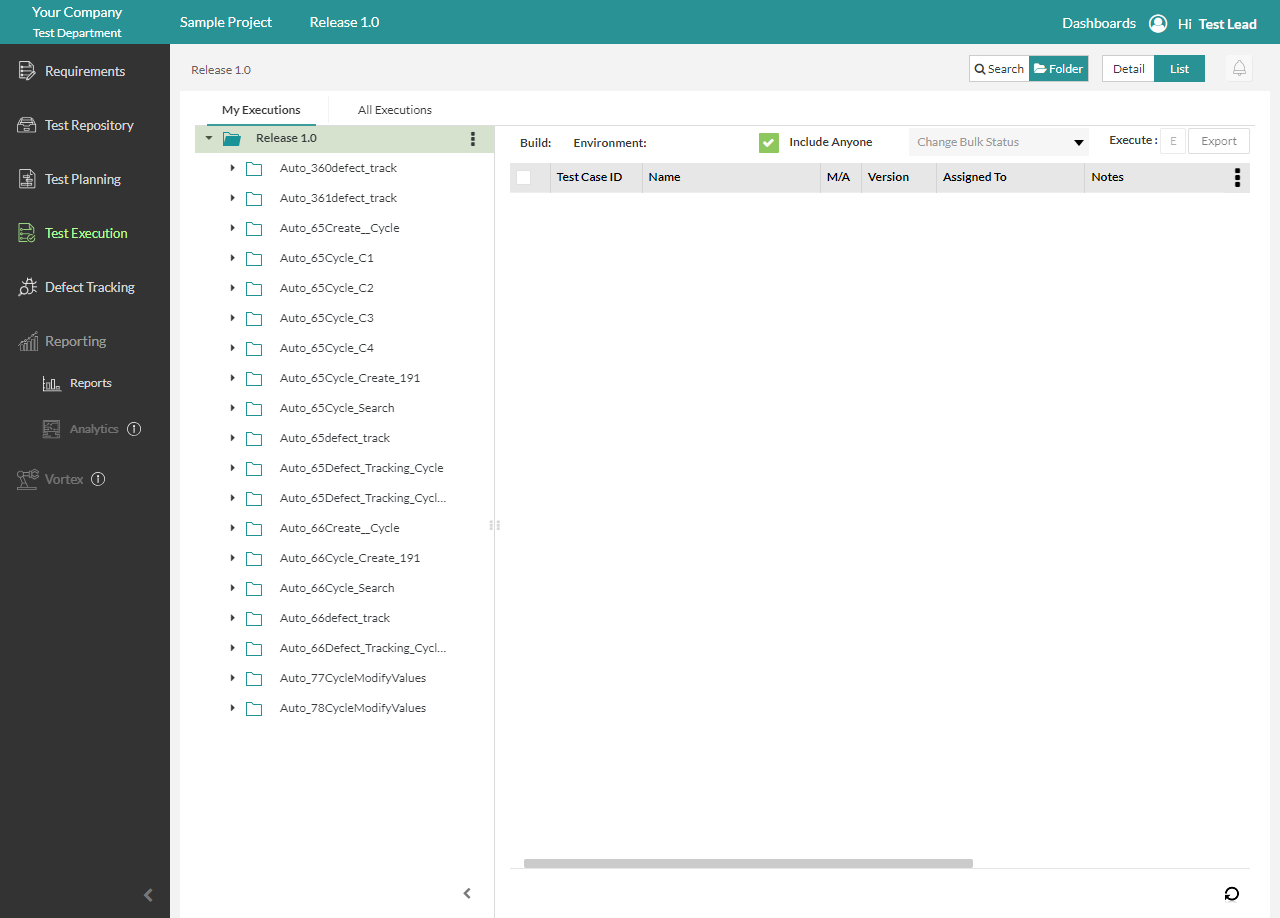 Your Company
Test Department
Sample Project
Release 1.0
Dashboards
Hi Test Lead
Requirements
Test Repository
Test Planning
Test Execution
Defect Tracking
Reporting
Reports
Analytics
Vortex
Release 1.0
Search
Folder
Detail
List
My Executions
All Executions
Release 1.0
Auto_360defect_track
Auto_361defect_track
Auto_65Create__Cycle
Auto_65Cycle_C1
Auto_65Cycle_C2
Auto_65Cycle_C3
Auto_65Cycle_C4
Auto_65Cycle_Create_191
Auto_65Cycle_Search
Auto_65defect_track
Auto_65Defect_Tracking_Cycle
Auto_65Defect_Tracking_Cycl...
Auto_66Create__Cycle
Auto_66Cycle_Create_191
Auto_66Cycle_Search
Auto_66defect_track
Auto_66Defect_Tracking_Cycl...
Auto_77CycleModifyValues
Auto_78CycleModifyValues
Build:
Environment:
Include Anyone
Change Bulk Status
Execute :
E
Export
Test Case ID
Name
M/A
Version
Assigned To
Notes